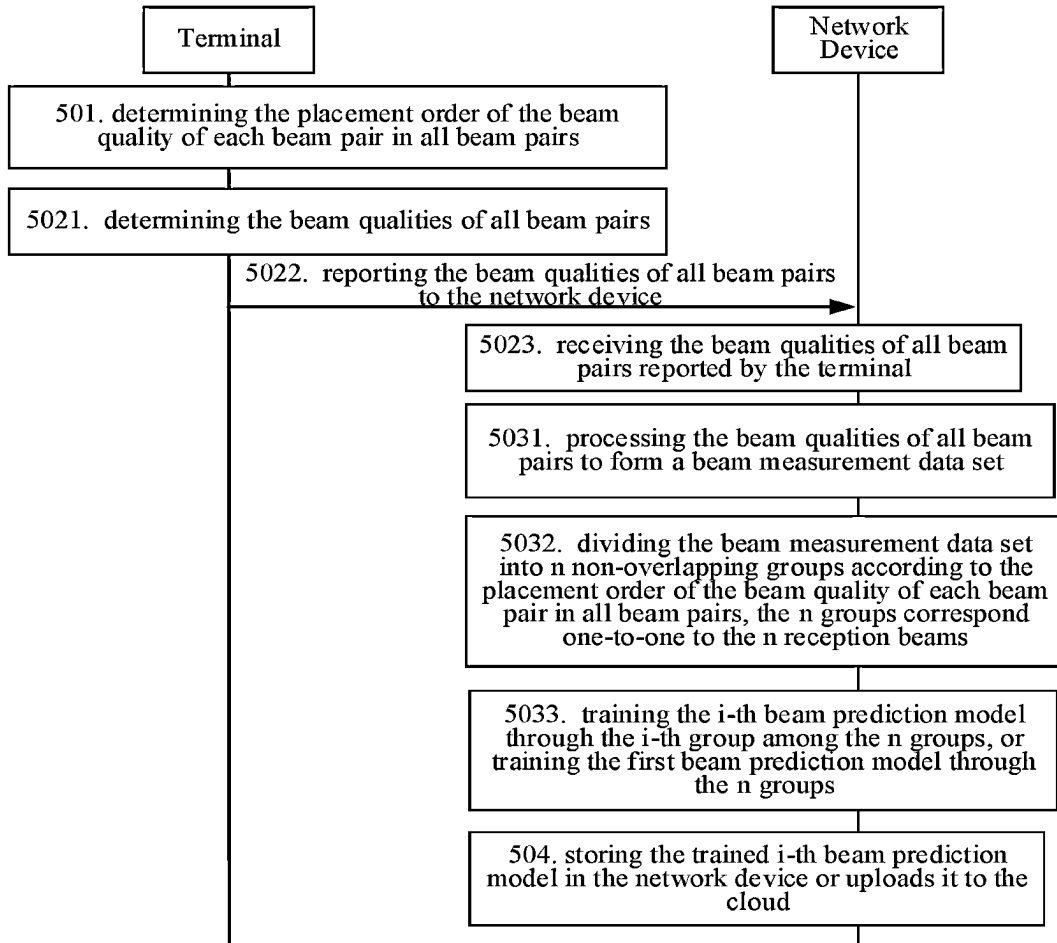 Terminal
Network
Device
501. determining the placement order of the beam
quality of each beam pair in all beam pairs
5021. determining the beam qualities of all beam pairs
5022. reporting the beam qualities of all beam pairs
to the network device
5023. receiving the beam qualities of all beam
pairs reported by the terminal
5031. processing the beam qualities of all beam
pairs to form a beam measurement data set
5032. dividing the beam measurement data set
into n non-overlapping groups according to the
placement order of the beam quality of each beam
pair in all beam pairs, the n groups correspond
one-to-one to the n reception beams
5033. training the i-th beam prediction model
through the i-th group among the n groups, or
training the first beam prediction model through
the n groups
504. storing the trained i-th beam prediction
model in the network device or uploads it to the
cloud